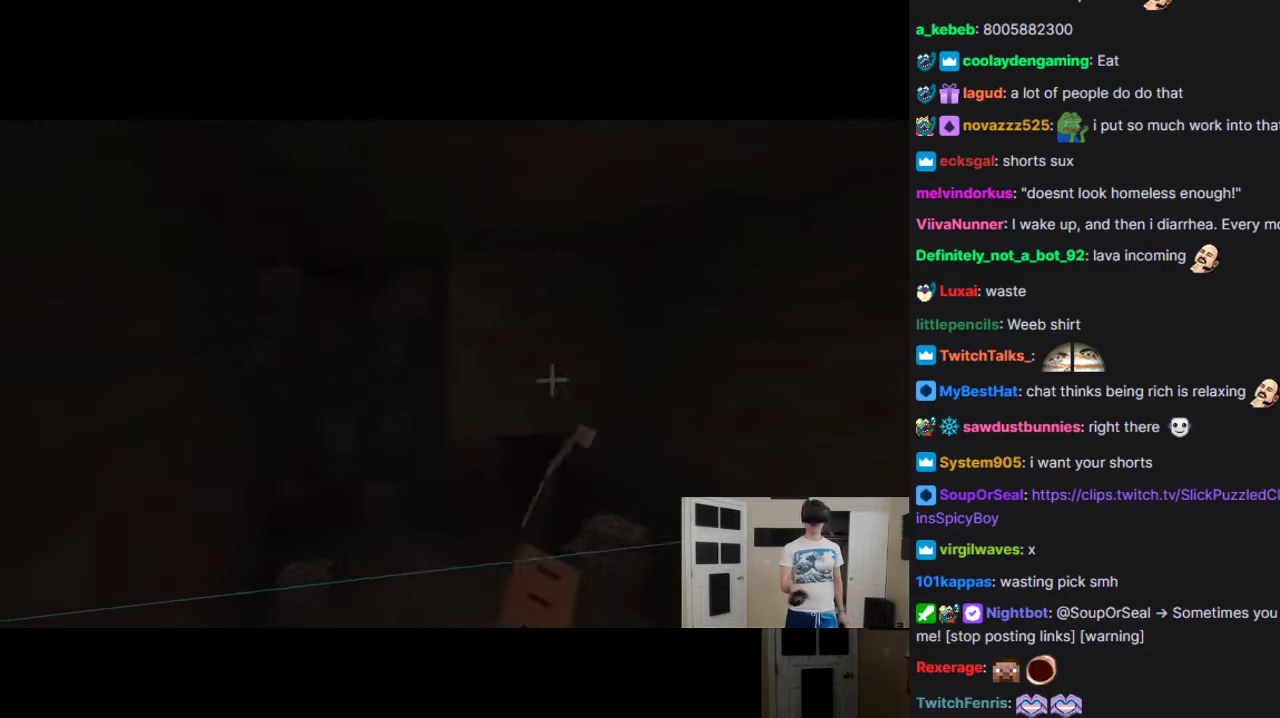 a_kebeb: 8005882300
coolaydengaming: Eat
lagud: a lot of people do do that
novazzz525: i put so much work into that
ecksgal: shorts sux
melvindorkus: "doesnt look homeless enough!"
ViivaNunner: I wake up, and then i diarrhea. Every mo
Definitely_not_a_bot_92: lava incoming
Luxai: waste
littlepencils: Weeb shirt
TwitchTalks_:
MyBestHat: chat thinks being rich is relaxing
sawdustbunnies: right there
System905: i want your shorts
SoupOrSeal: https://clips.twitch.tv/SlickPuzzledCl
insSpicyBoy
virgilwaves: x
101kappas: wasting pick smh
Nightbot: @SoupOrSeal → Sometimes you
me! [stop posting links] [warning]
Rexerage:
TwitchFenris: